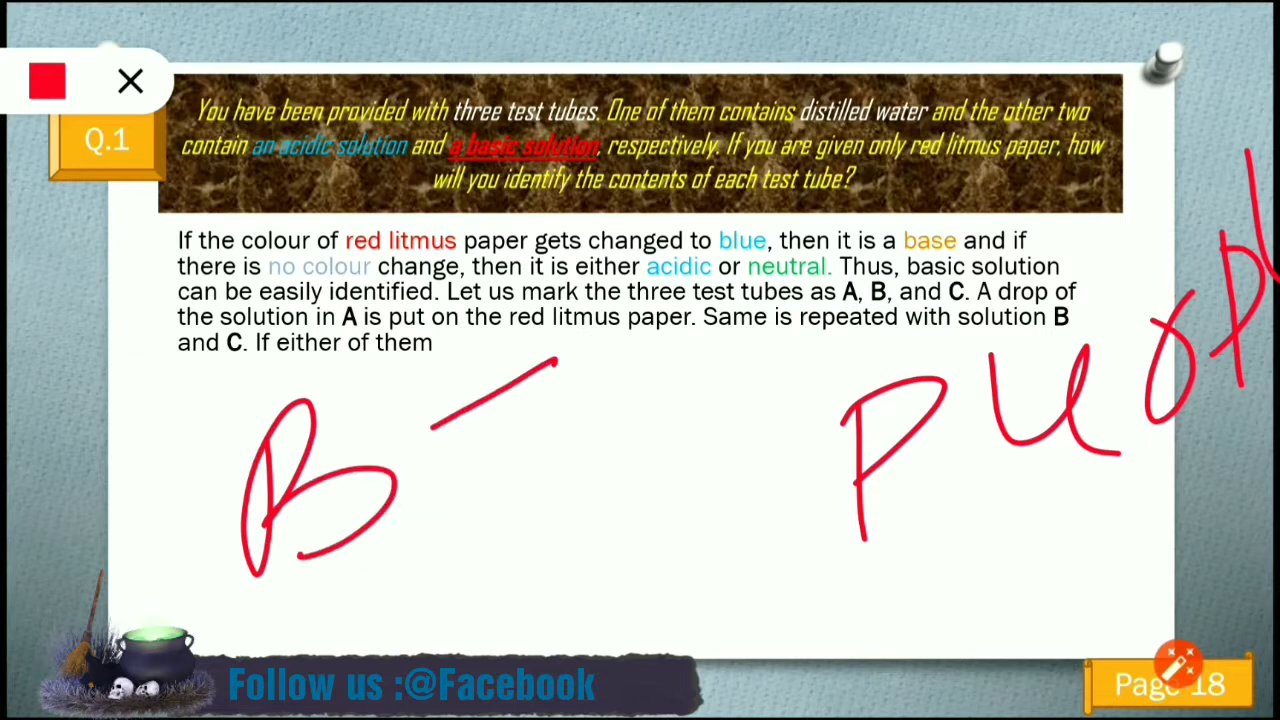 Q.1
You have been provided with three test tubes. One of them contains distilled water and the other two
contain an acidic solution and a basic solution, respectively. If you are given only red litmus paper, how
will you identify the contents of each test tube?
If the colour of red litmus paper gets changed to blue, then it is a base and if
there is no colour change, then it is either acidic or neutral. Thus, basic solution
can be easily identified. Let us mark the three test tubes as A, B, and C. A drop of
the solution in A is put on the red litmus paper. Same is repeated with solution B
and C. If either of them
B
Follow us :@Facebook
Page 18